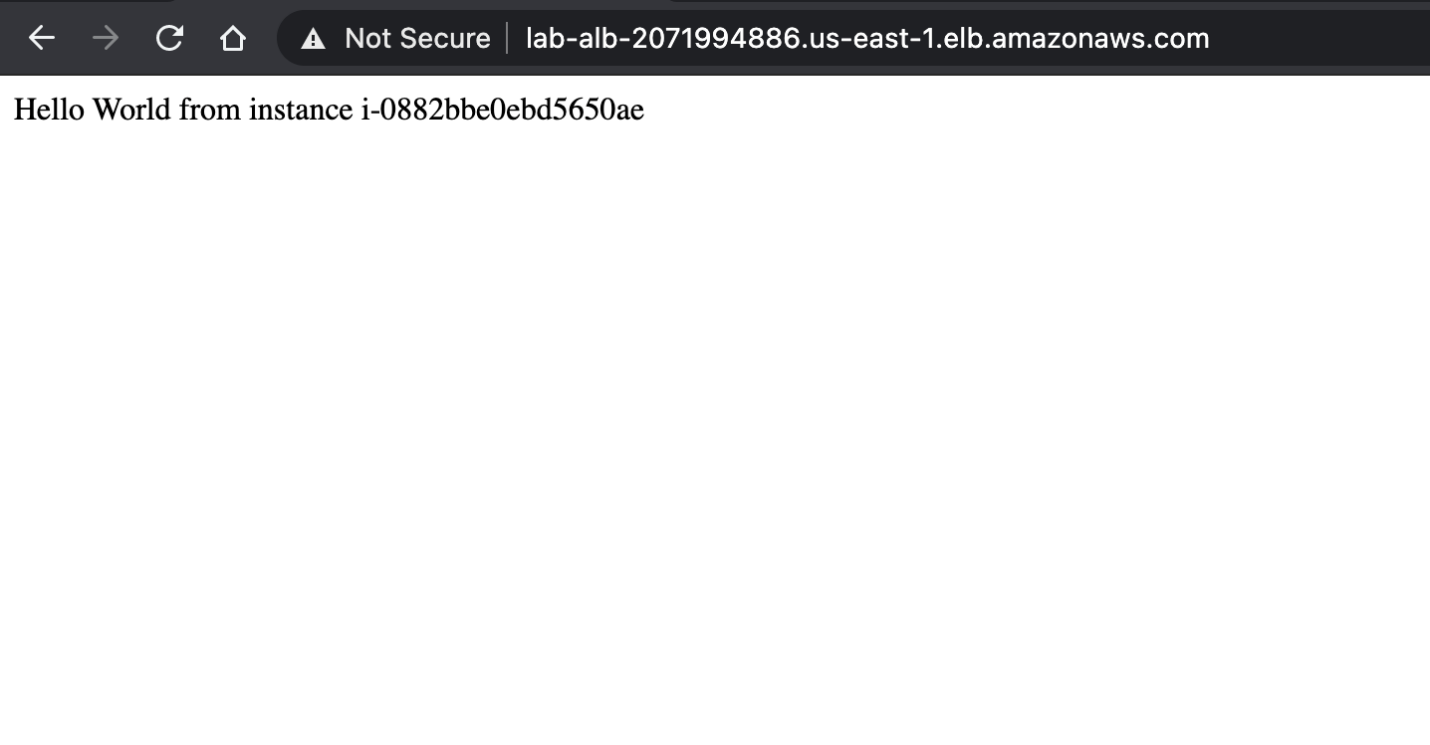 Not Secure lab-alb-2071994886.us-east-1.elb.amazonaws.com
Hello World from instance i-0882bbe0ebd5650ae